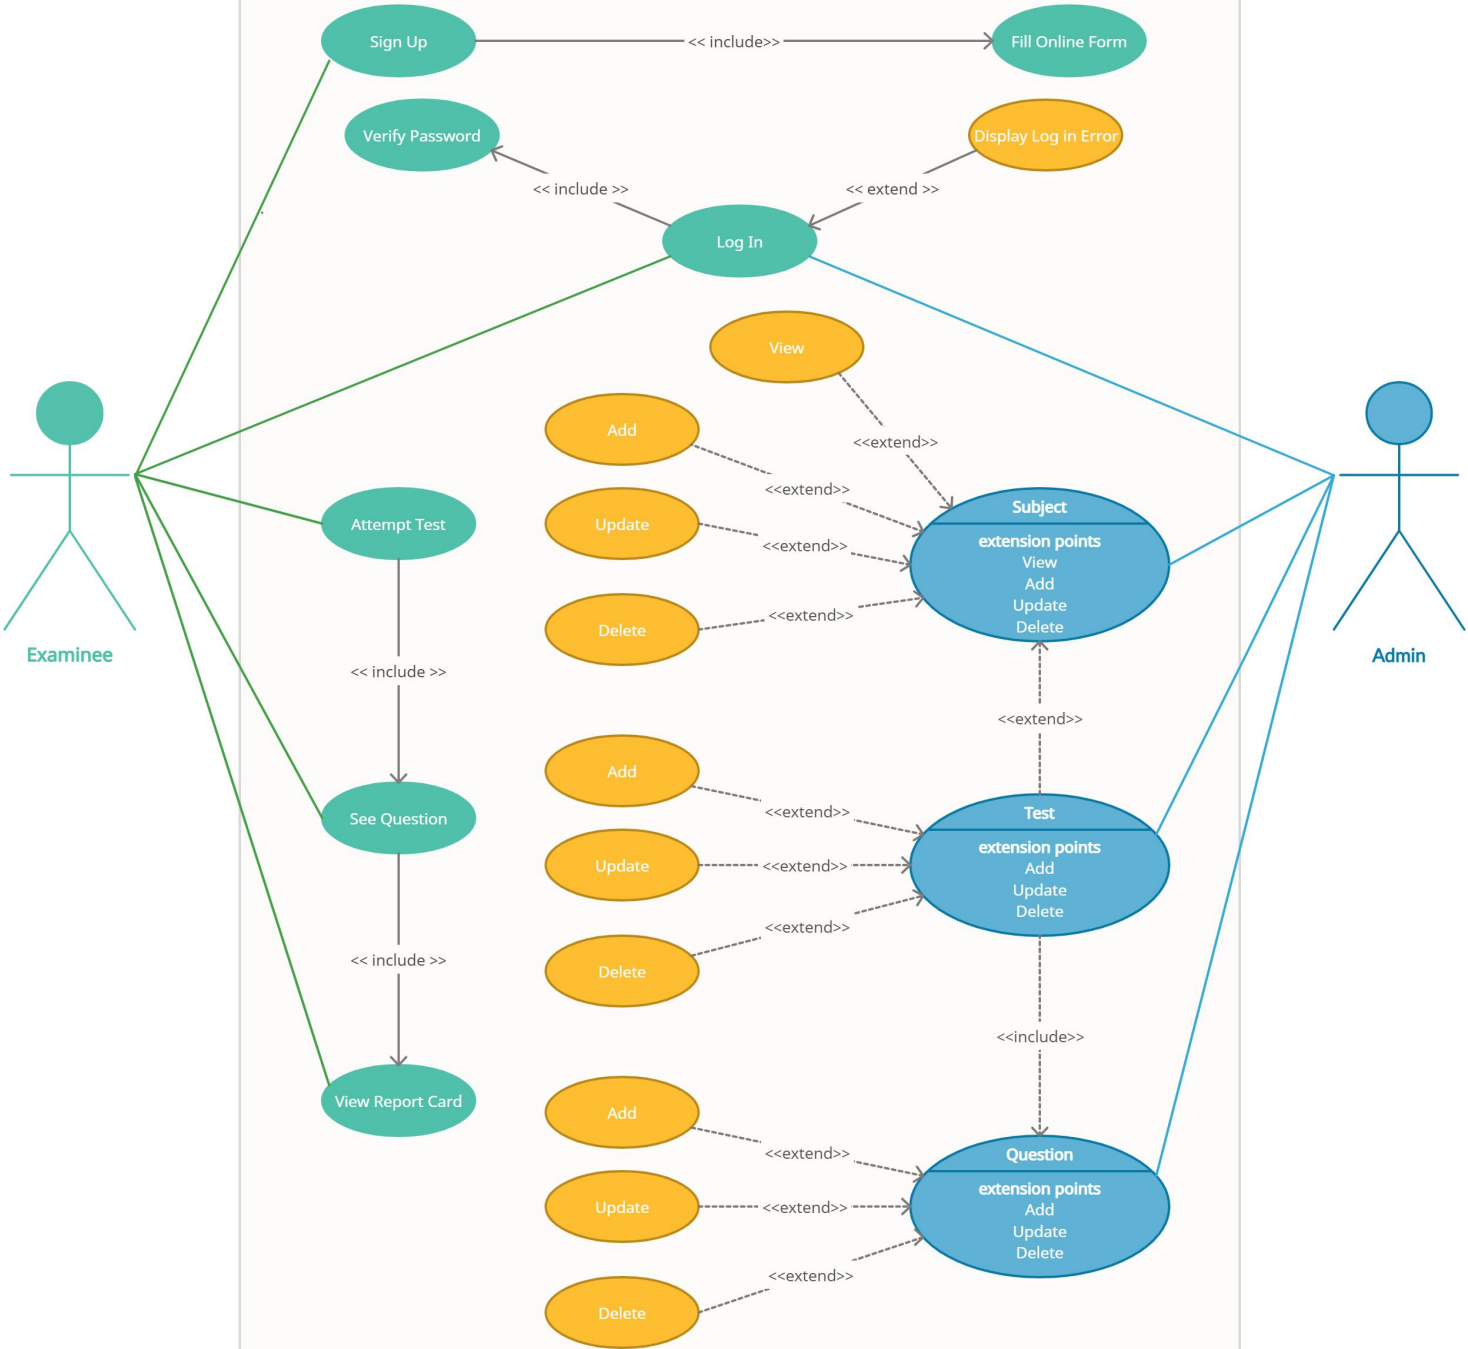 Sign Up
<< include>>
Fill Online Form
Verify Password
Display Log in Error
<< include >>
<< extend >>
Log In
View
Add
<<extend>>
<<extend>>
Update
<<extend>>
Delete
<<extend>>
Subject
extension points
View
Add
Update
Delete
Attempt Test
Examinee
Admin
<< include >>
<<extend>>
Add
<<extend>>
Update
<<extend>>
Delete
<<extend>>
Test
extension points
Add
Update
Delete
See Question
<< include >>
<<include>>
View Report Card
Add
<<extend>>
Update
<<extend>>
Delete
<<extend>>
Question
extension points
Add
Update
Delete